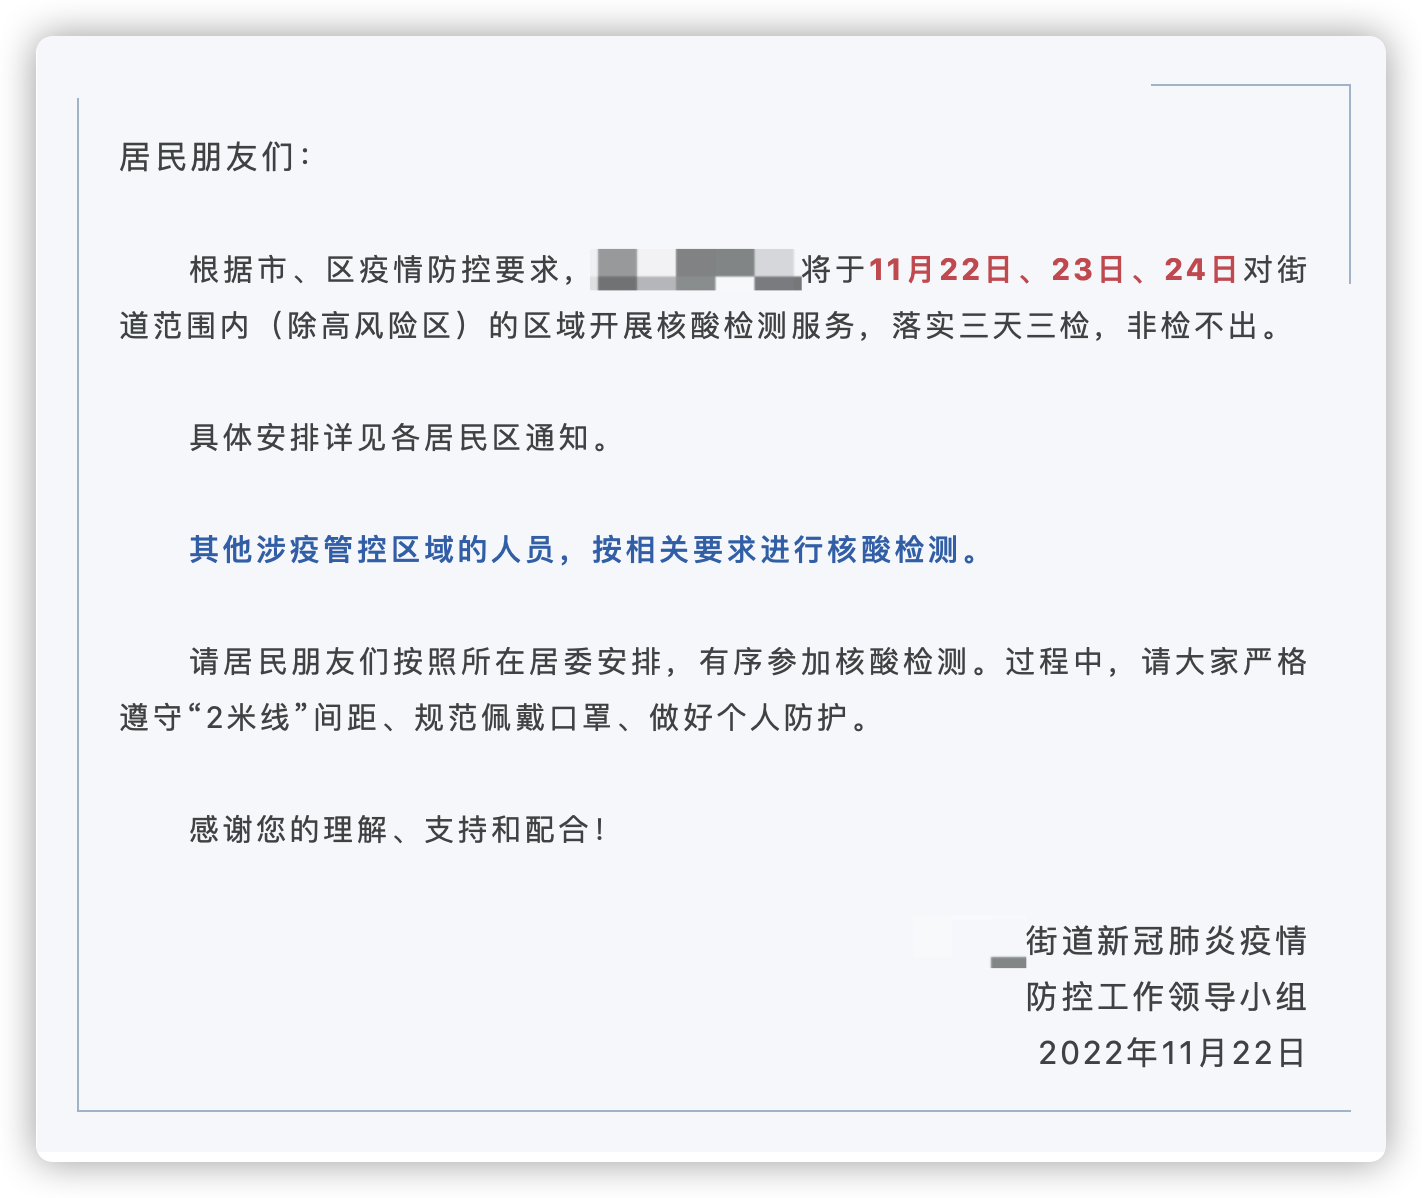 居民朋友们：
根据市、区疫情防控要求，将于11月22日、23日、24日对街
道范围内（除高风险区）的区域开展核酸检测服务，落实三天三检，非检不出。
具体安排详见各居民区通知。
其他涉疫管控区域的人员，按相关要求进行核酸检测。
请居民朋友们按照所在居委安排，有序参加核酸检测。过程中，请大家严格
遵守“2米线”间距、规范佩戴口罩、做好个人防护。
感谢您的理解、支持和配合！
街道新冠肺炎疫情
防控工作领导小组
2022年11月22日